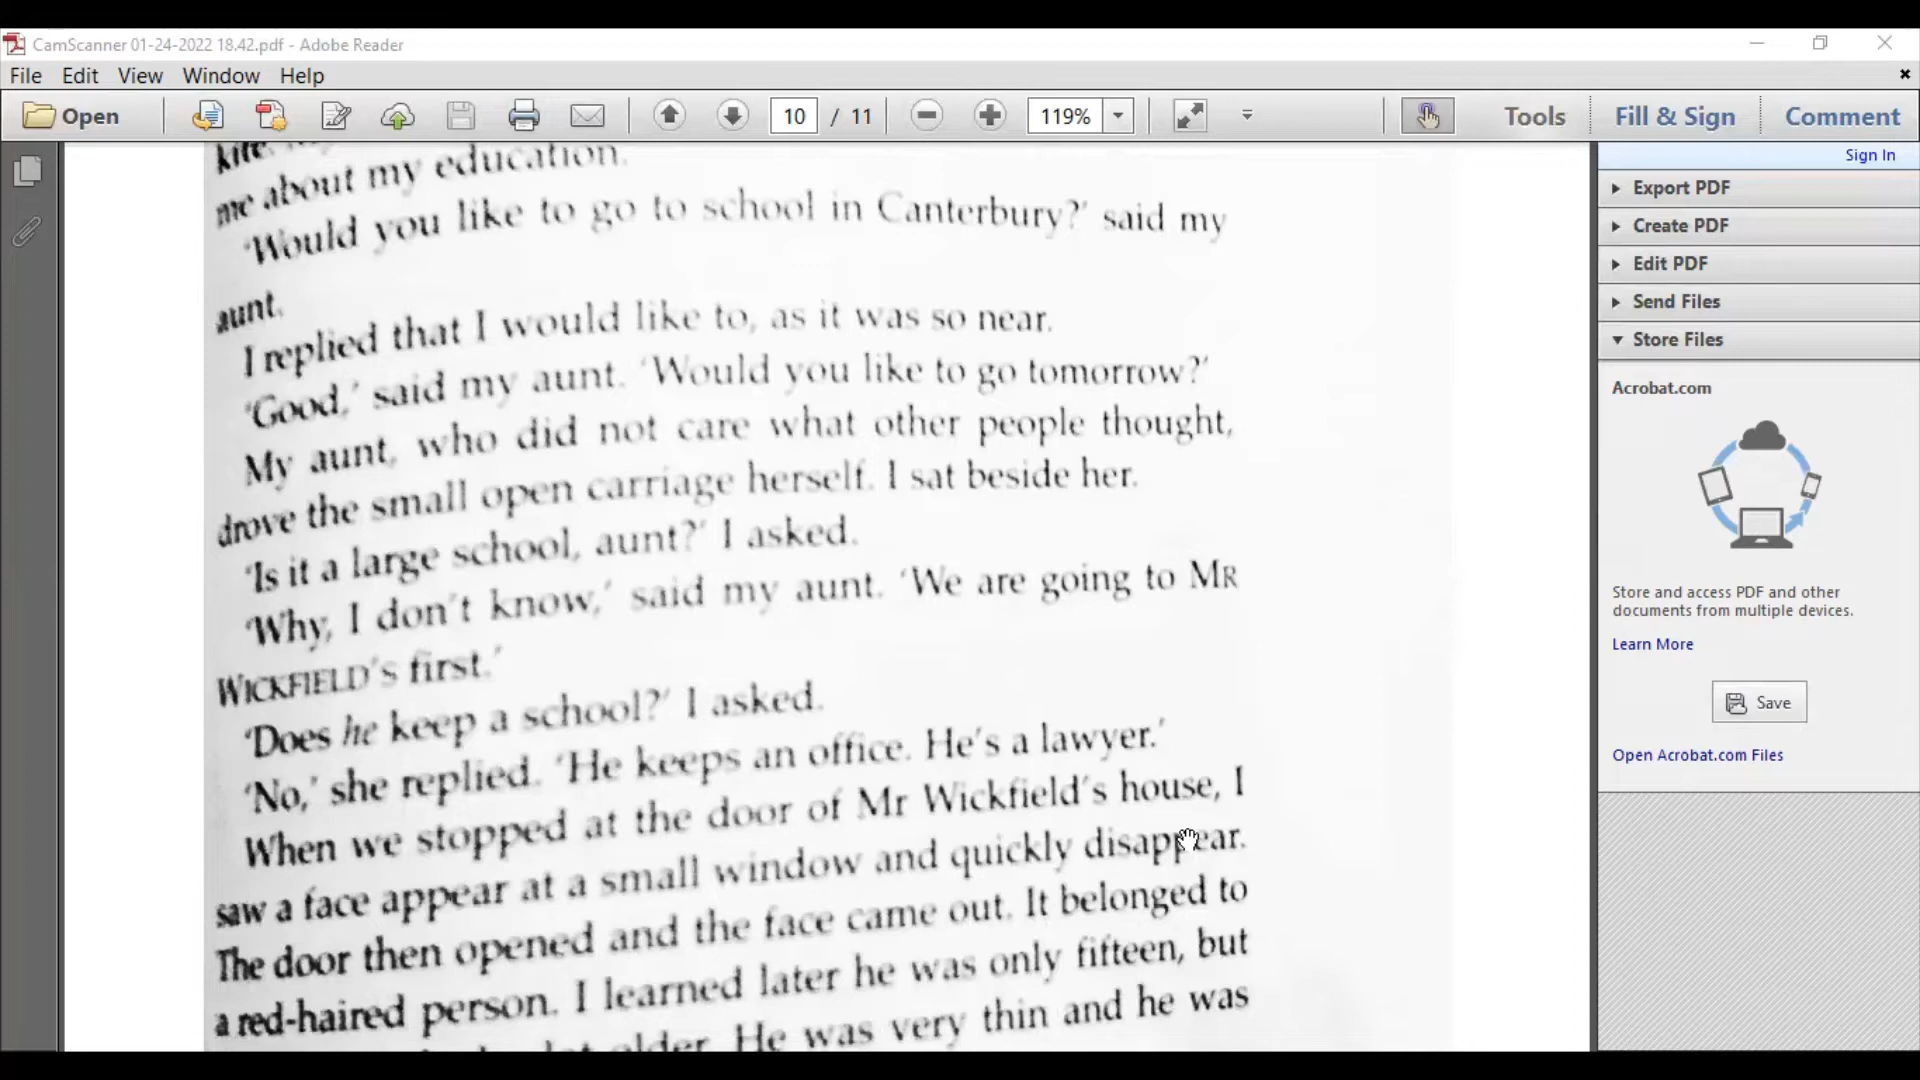 CamScanner 01-24-2022 18.42.pdf - Adobe Reader
File Edit View Window Help
Open 10 / 11 119% Tools Fill & Sign Comment
Sign In
Export PDF
Create PDF
Edit PDF
Send Files
Store Files
Acrobat.com
Store and access PDF and other
documents from multiple devices.
Learn More
Save
Open Acrobat.com Files
kite.
me about my education.
'Would you like to go to school in Canterbury?' said my
aunt.
I replied that I would like to, as it was so near.
'Good,' said my aunt. 'Would you like to go tomorrow?'
My aunt, who did not care what other people thought,
drove the small open carriage herself. I sat beside her.
'Is it a large school, aunt?' I asked.
'Why, I don't know,' said my aunt. 'We are going to MR
WICKFIELD's first.'
'Does he keep a school?' I asked.
'No,' she replied. 'He keeps an office. He's a lawyer.'
When we stopped at the door of Mr Wickfield's house, I
saw a face appear at a small window and quickly disappear.
The door then opened and the face came out. It belonged to
a red-haired person. I learned later he was only fifteen, but
older. He was very thin and he was